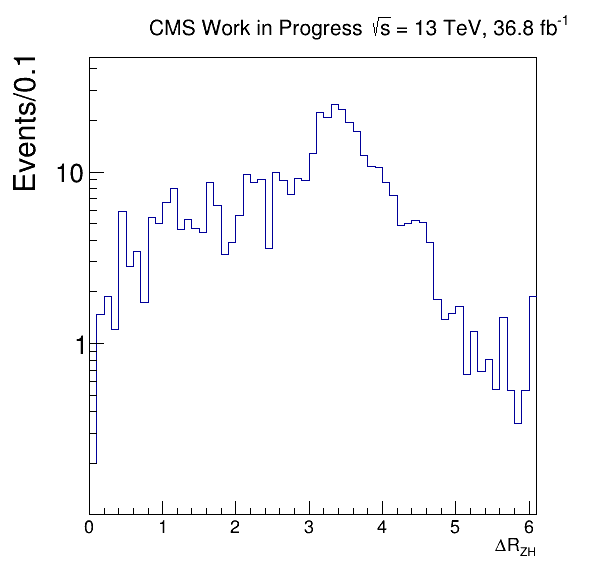 CMS Work in Progress √s = 13 TeV, 36.8 fb⁻¹
Events/0.1
10
1
0 1 2 3 4 5 6
ΔR_ZH